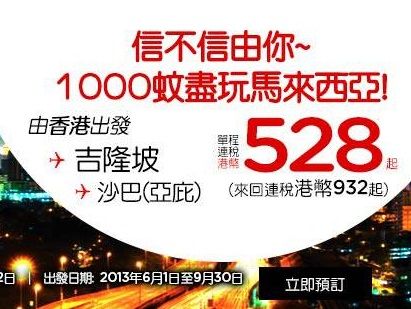 信不信由你~
1000蚊盡玩馬來西亞!
由香港出發
吉隆坡
沙巴(亞庇)
單程
連稅
港幣
528起
(來回連稅港幣932起)
2日 | 出發日期: 2013年6月1日至9月30日
立即預訂